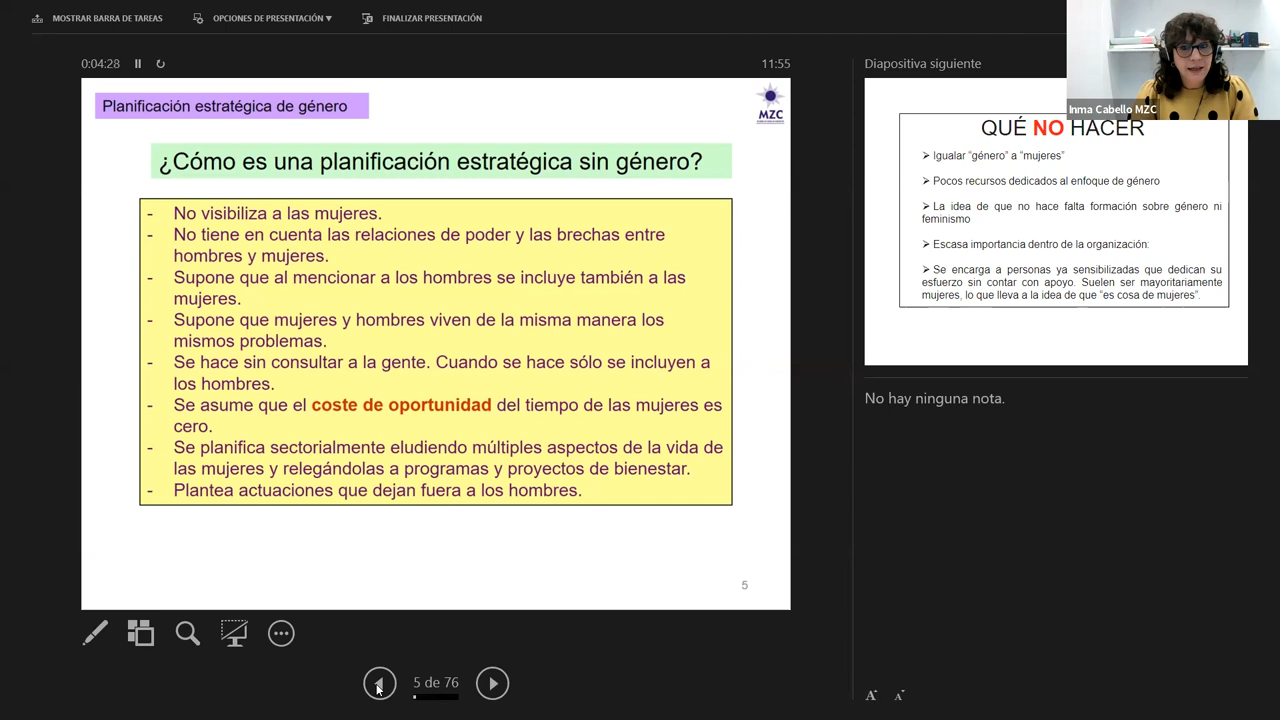 MOSTRAR BARRA DE TAREAS
OPCIONES DE PRESENTACIÓN ▼
FINALIZAR PRESENTACIÓN
0:04:28
11:55
Planificación estratégica de género
MZC
¿Cómo es una planificación estratégica sin género?
- No visibiliza a las mujeres.
- No tiene en cuenta las relaciones de poder y las brechas entre
hombres y mujeres.
- Supone que al mencionar a los hombres se incluye también a las
mujeres.
- Supone que mujeres y hombres viven de la misma manera los
mismos problemas.
- Se hace sin consultar a la gente. Cuando se hace sólo se incluyen a
los hombres.
- Se asume que el coste de oportunidad del tiempo de las mujeres es
cero.
- Se planifica sectorialmente eludiendo múltiples aspectos de la vida de
las mujeres y relegándolas a programas y proyectos de bienestar.
- Plantea actuaciones que dejan fuera a los hombres.
5
5 de 76
Diapositiva siguiente
Inma Cabello MZC
QUÉ NO HACER
➢ Igualar "género" a "mujeres"
➢ Pocos recursos dedicados al enfoque de género
➢ La idea de que no hace falta formación sobre género ni
feminismo
➢ Escasa importancia dentro de la organización:
➢ Se encarga a personas ya sensibilizadas que dedican su
esfuerzo sin contar con apoyo. Suelen ser mayoritariamente
mujeres, lo que lleva a la idea de que "es cosa de mujeres".
No hay ninguna nota.
A A